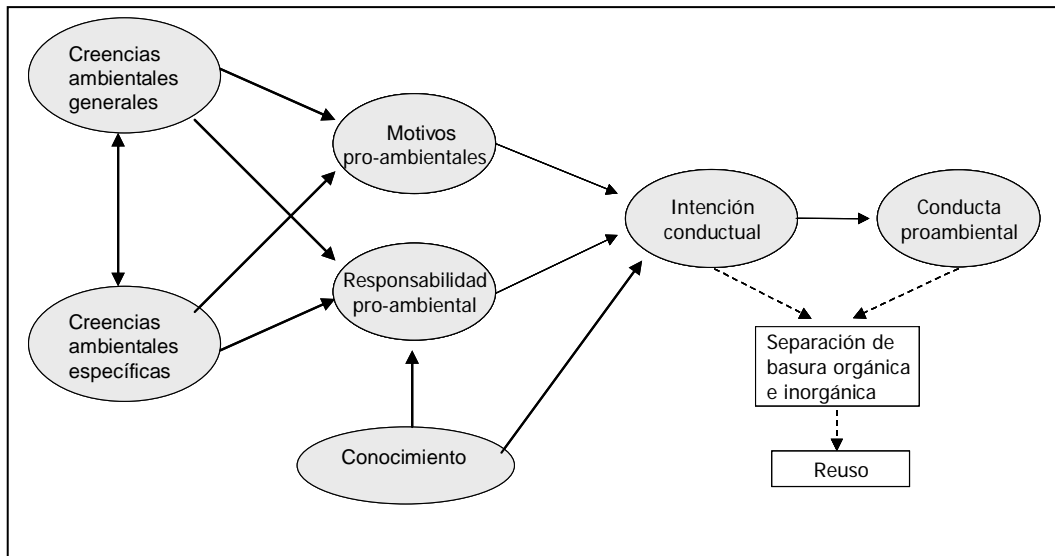 Creencias
ambientales
generales
Motivos
pro-ambientales
Intención
conductual
Conducta
proambiental
Responsabilidad
pro-ambiental
Creencias
ambientales
específicas
Separación de
basura orgánica
e inorgánica
Conocimiento
Reuso